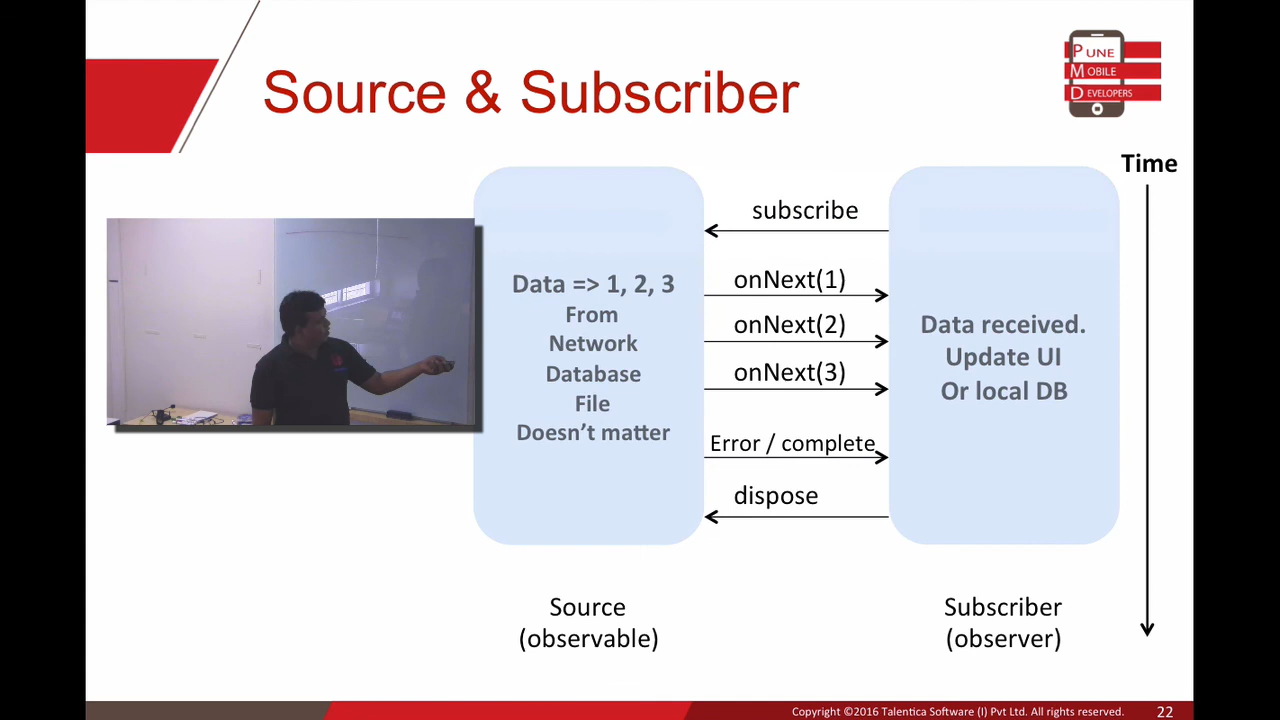 Source & Subscriber
PUNE
MOBILE
DEVELOPERS
Time
subscribe
Data => 1, 2, 3
From
Network
Database
File
Doesn't matter
onNext(1)
onNext(2)
onNext(3)
Error / complete
dispose
Data received.
Update UI
Or local DB
Source
(observable)
Subscriber
(observer)
Copyright ©2016 Talentica Software (I) Pvt Ltd. All rights reserved.
22